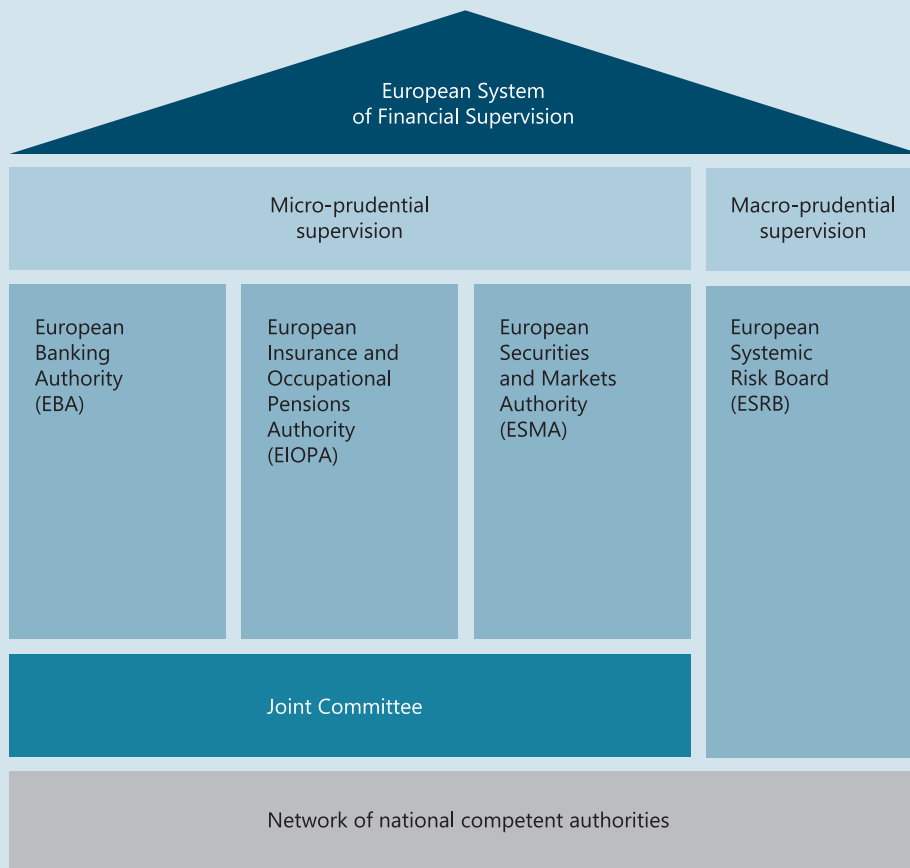 European System
of Financial Supervision
Micro-prudential
supervision
Macro-prudential
supervision
European
Banking
Authority
(EBA)
European
Insurance and
Occupational
Pensions
Authority
(EIOPA)
European
Securities
and Markets
Authority
(ESMA)
European
Systemic
Risk Board
(ESRB)
Joint Committee
Network of national competent authorities